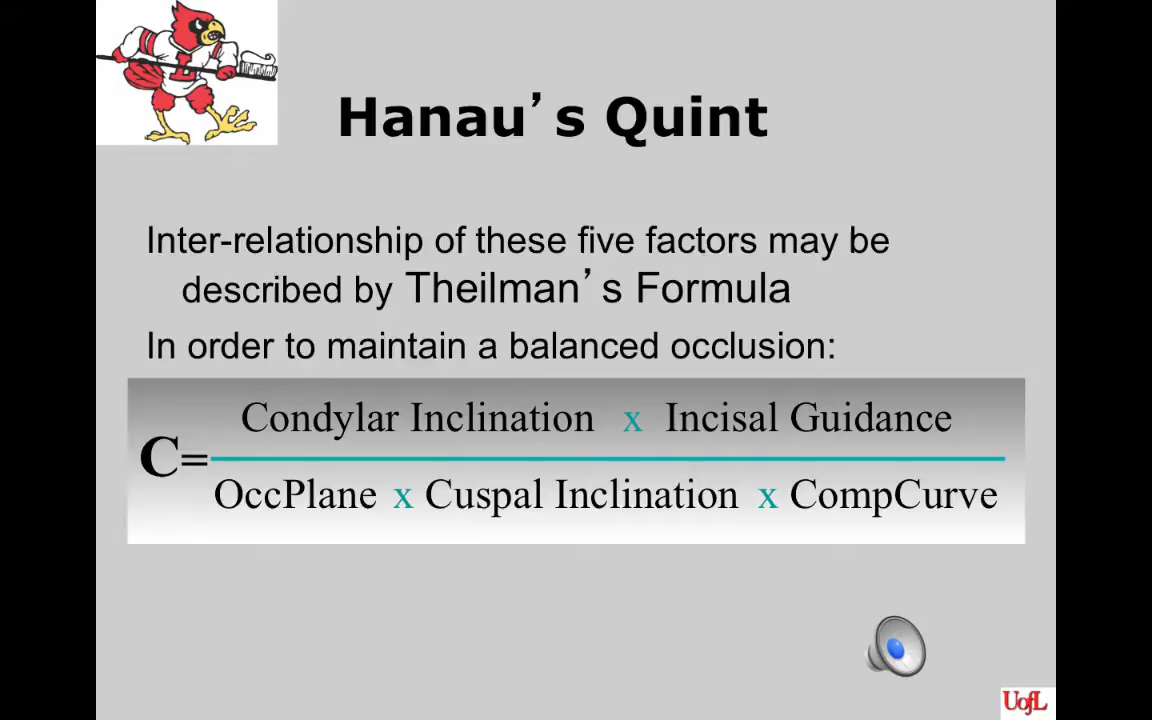 Hanau’s Quint
Inter-relationship of these five factors may be
described by Theilman’s Formula
In order to maintain a balanced occlusion:
Condylar Inclination x Incisal Guidance
C=
OccPlane x Cuspal Inclination x CompCurve
UofL